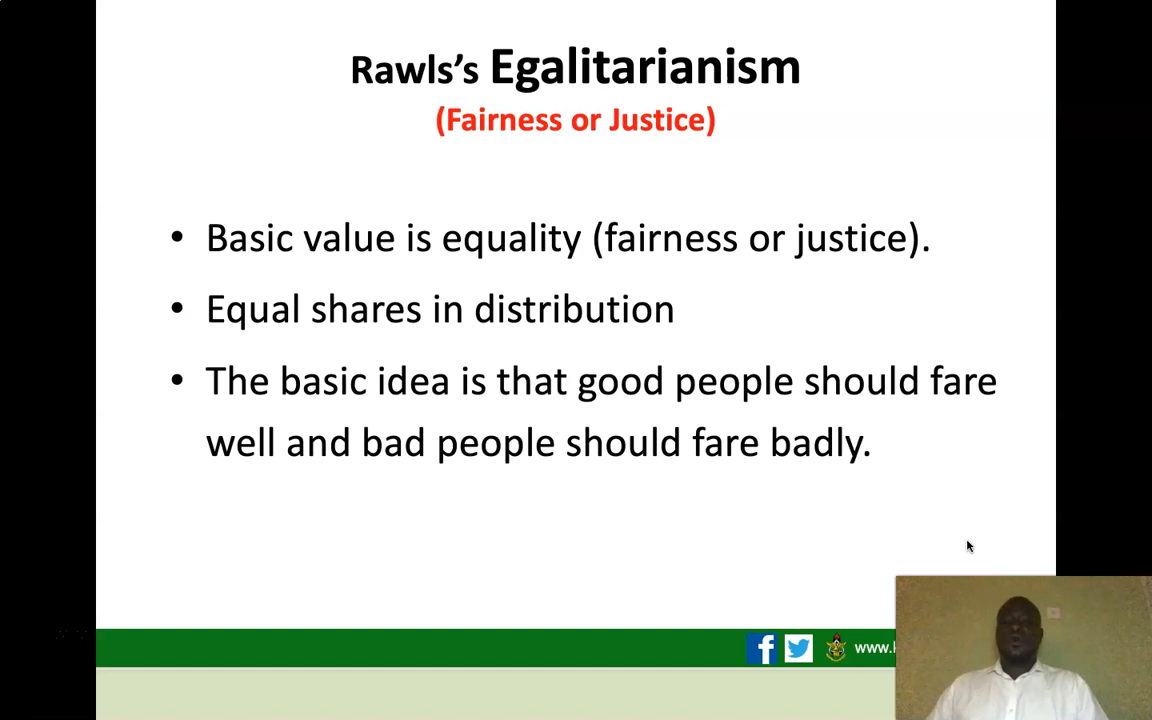 Rawls's Egalitarianism
(Fairness or Justice)
• Basic value is equality (fairness or justice).
• Equal shares in distribution
• The basic idea is that good people should fare
well and bad people should fare badly.
f
www.